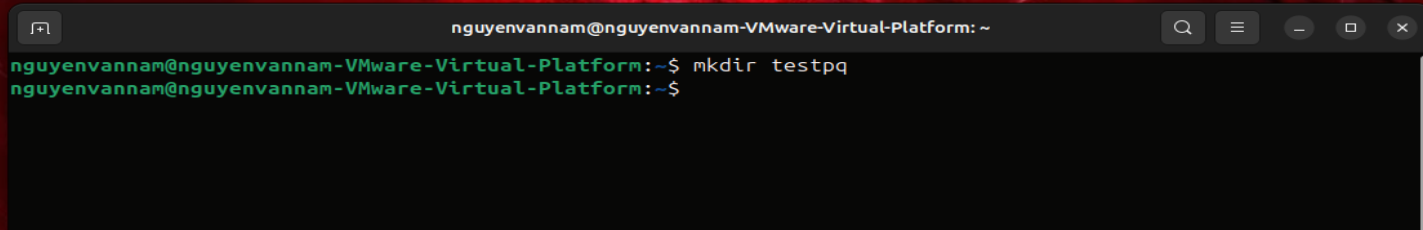 nguyenvannam@nguyenvannam-VMware-Virtual-Platform: ~
nguyenvannam@nguyenvannam-VMware-Virtual-Platform:~$ mkdir testpq
nguyenvannam@nguyenvannam-VMware-Virtual-Platform:~$